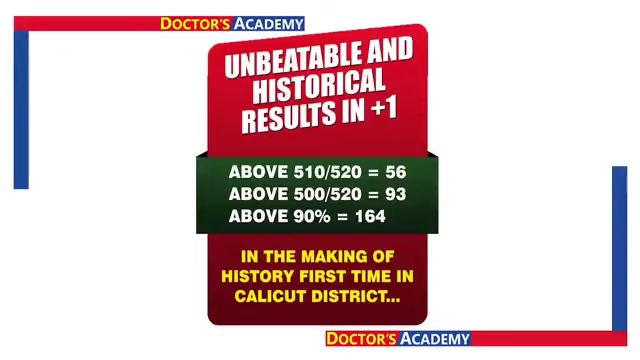 DOCTOR'S ACADEMY
UNBEATABLE AND
HISTORICAL
RESULTS IN +1
ABOVE 510/520 = 56
ABOVE 500/520 = 93
ABOVE 90% = 164
IN THE MAKING OF
HISTORY FIRST TIME IN
CALICUT DISTRICT...
DOCTOR'S ACADEMY